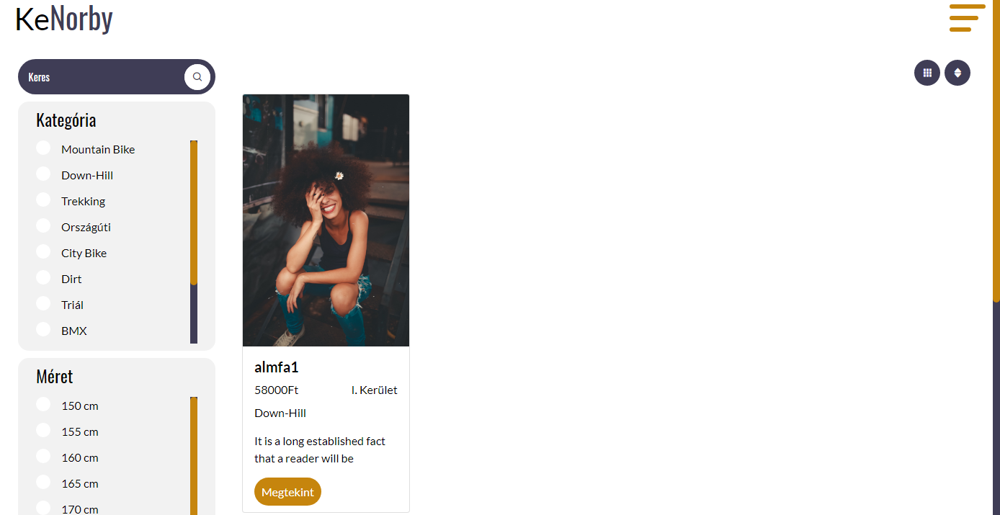 KeNorby
Keres
Kategória
Mountain Bike
Down-Hill
Trekking
Országúti
City Bike
Dirt
Triál
BMX
Méret
150 cm
155 cm
160 cm
165 cm
170 cm
almfa1
58000Ft I. Kerület
Down-Hill
It is a long established fact
that a reader will be
Megtekint